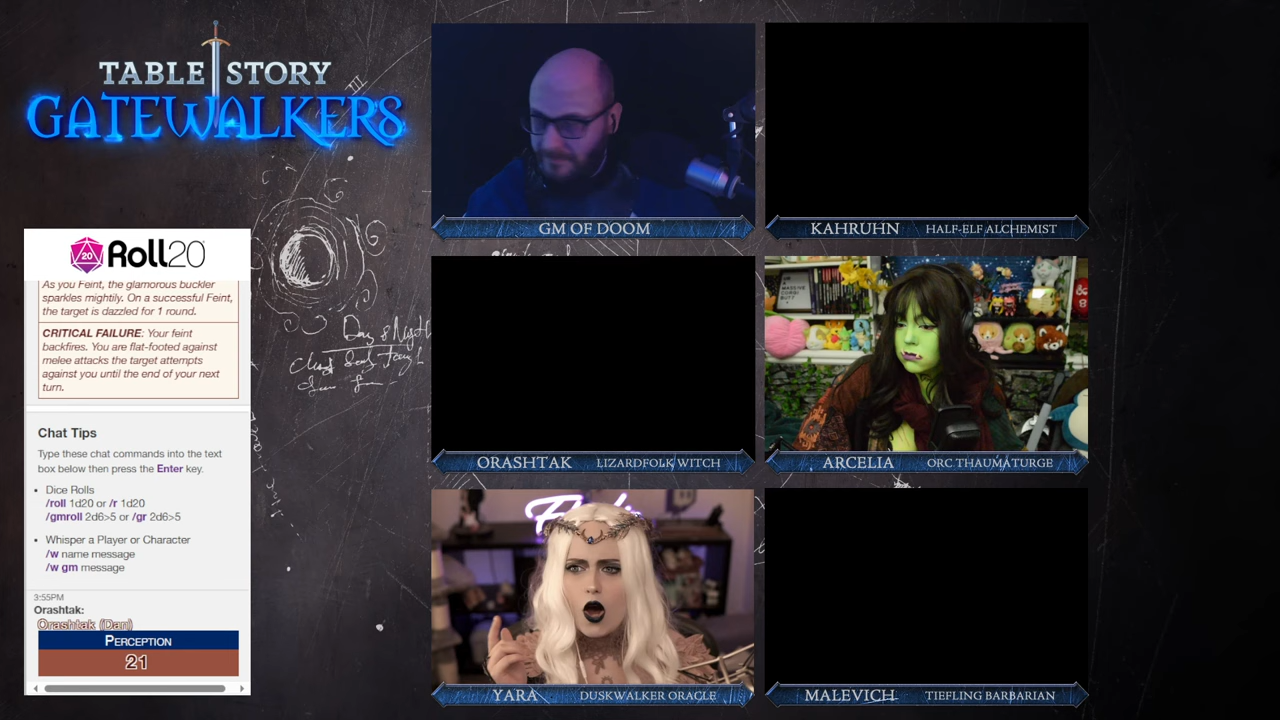 TABLE STORY
GATEWALKERS
Roll20
As you Feint, the glamorous buckler
sparkles mightily. On a successful Feint,
the target is dazzled for 1 round.
CRITICAL FAILURE: Your feint
backfires. You are flat-footed against
melee attacks the target attempts
against you until the end of your next
turn.
Chat Tips
Type these chat commands into the text
box below then press the Enter key.
Dice Rolls
/roll 1d20 or /r 1d20
/gmroll 2d6>5 or /gr 2d6>5
Whisper a Player or Character
/w name message
/w gm message
3:55PM
Orashtak:
Orashtak (Dan)
PERCEPTION
21
GM OF DOOM
KAHRUHN HALF-ELF ALCHEMIST
ORASHTAK LIZARDFOLK WITCH
ARCELIA ORC THAUMATURGE
YARA DUSKWALKER ORACLE
MALEVICH TIEFLING BARBARIAN